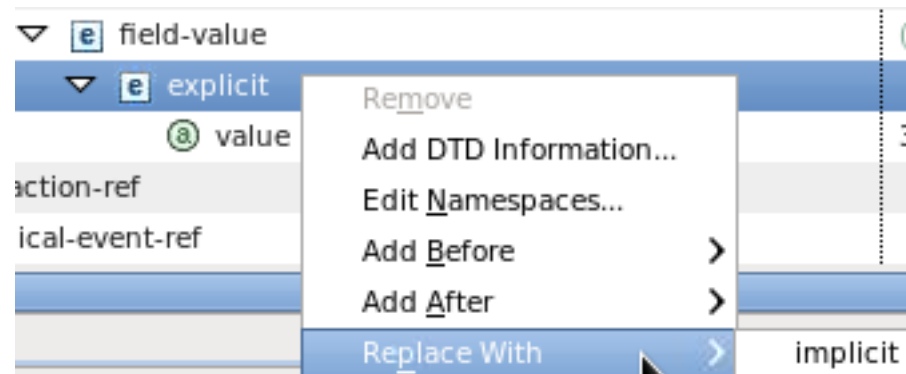 e field-value
e explicit
a value
3
action-ref
ical-event-ref
Remove
Add DTD Information...
Edit Namespaces...
Add Before
Add After
Replace With
implicit